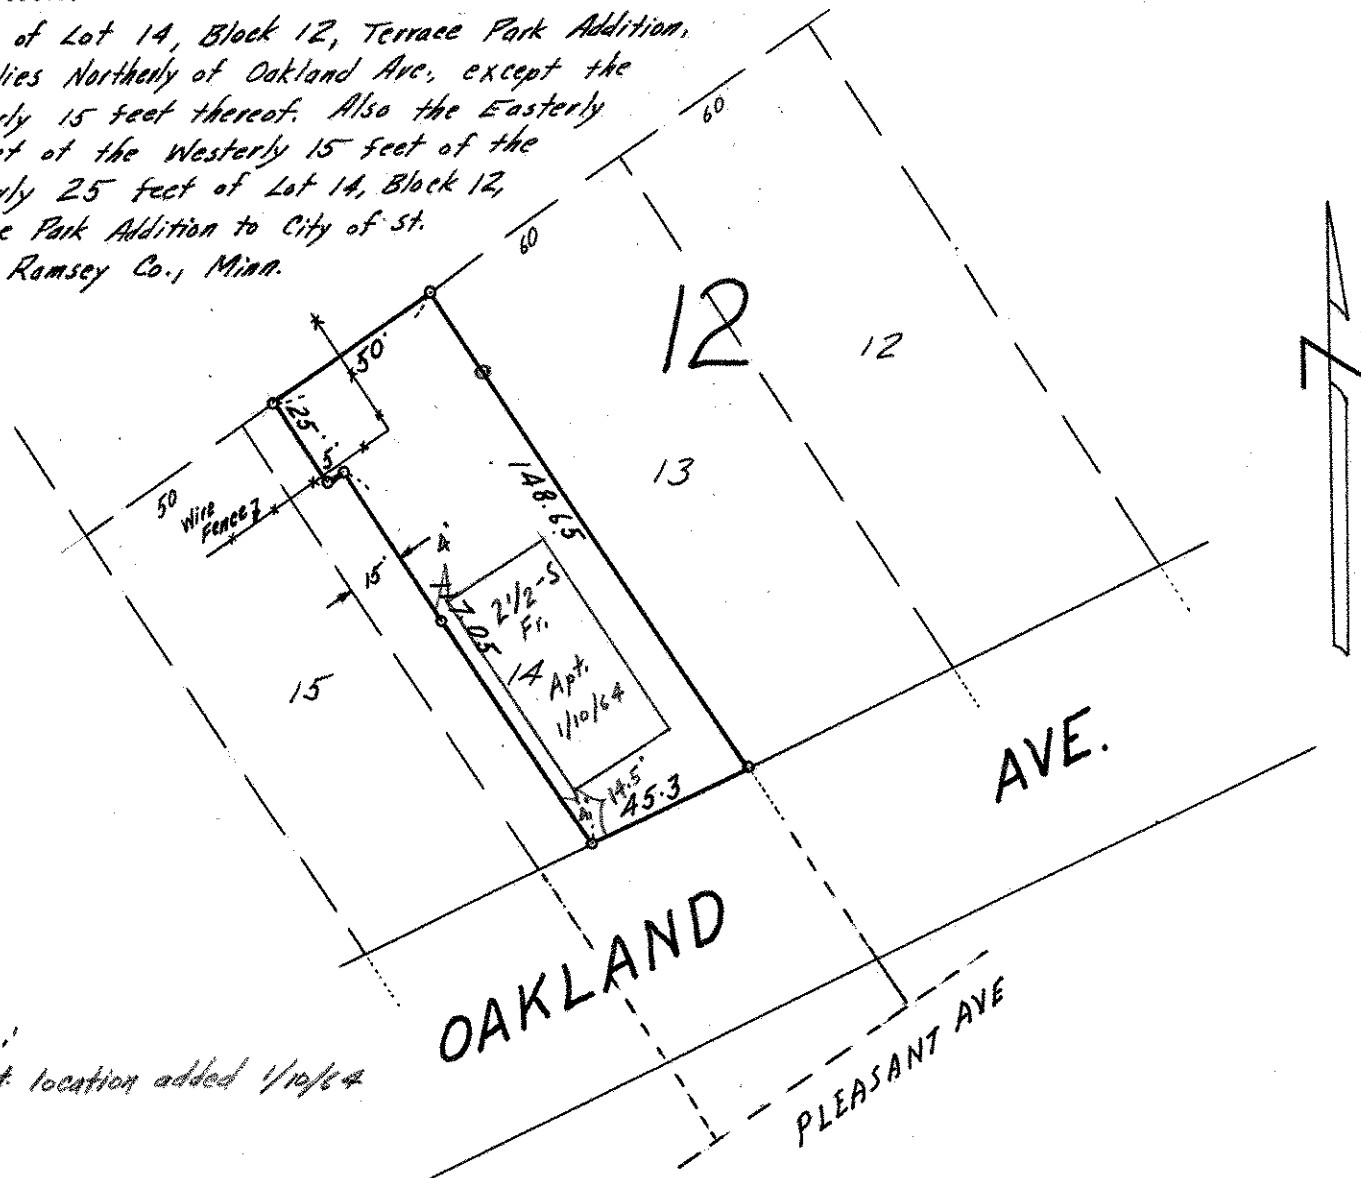 of Lot 14, Block 12, Terrace Park Addition,
lies Northerly of Oakland Ave., except the
rly 15 feet thereof. Also the Easterly
et of the Westerly 15 feet of the
rly 25 feet of Lot 14, Block 12,
e Park Addition to City of St.
Ramsey Co., Minn.
60
60
12
12
50'
25'
5'
50
Wire
Fence
148.65
13
4'
15'
2 1/2-S
Fr.
14
Apt.
1/10/64
15
14.5'
45.3
AVE.
OAKLAND
PLEASANT AVE
t. location added 1/10/64